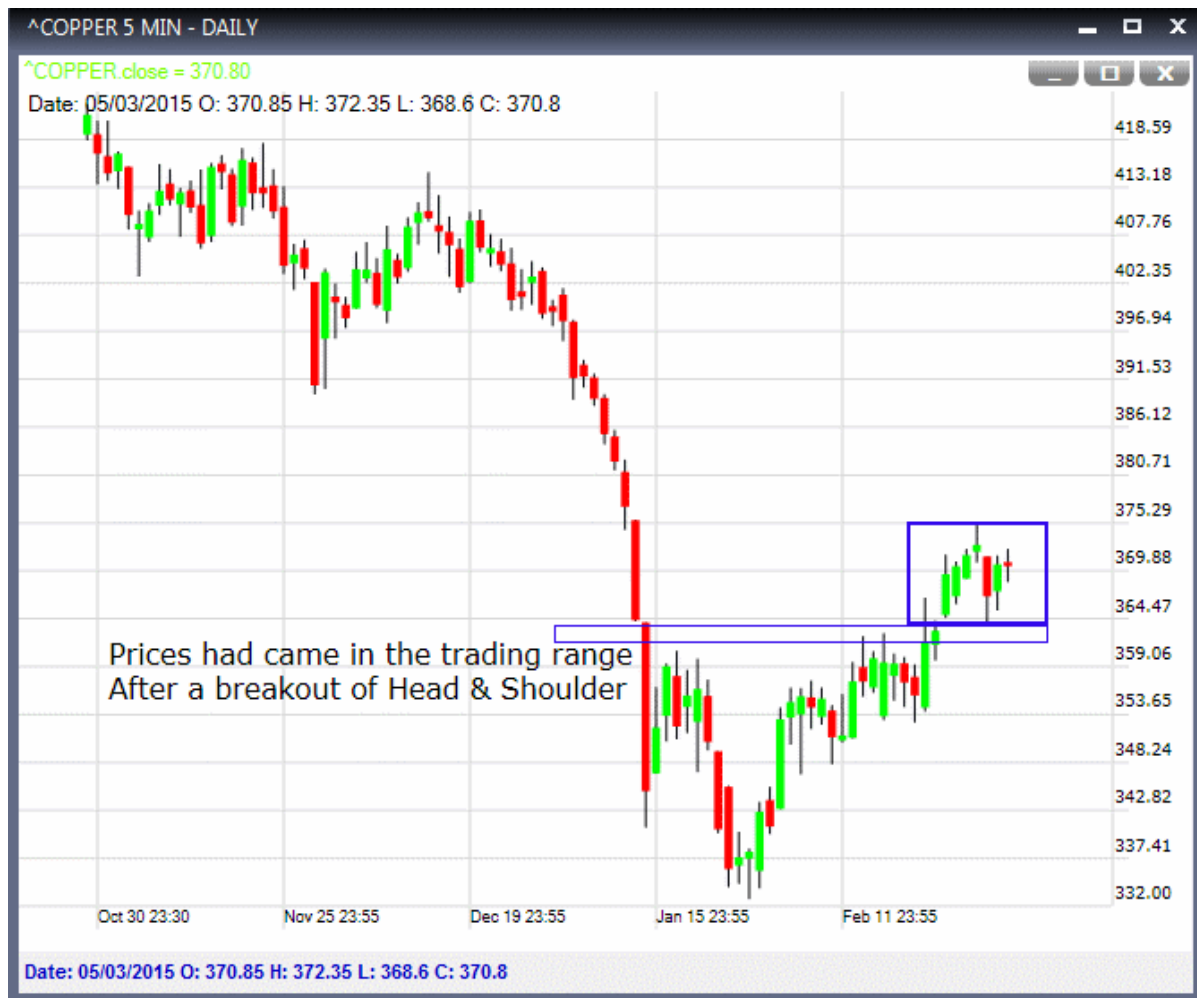 ^COPPER 5 MIN - DAILY
^COPPER.close = 370.80
Date: 05/03/2015 O: 370.85 H: 372.35 L: 368.6 C: 370.8
418.59
413.18
407.76
402.35
396.94
391.53
386.12
380.71
375.29
369.88
364.47
359.06
353.65
348.24
342.82
337.41
332.00
Prices had came in the trading range
After a breakout of Head & Shoulder
Oct 30 23:30 Nov 25 23:55 Dec 19 23:55 Jan 15 23:55 Feb 11 23:55
Date: 05/03/2015 O: 370.85 H: 372.35 L: 368.6 C: 370.8